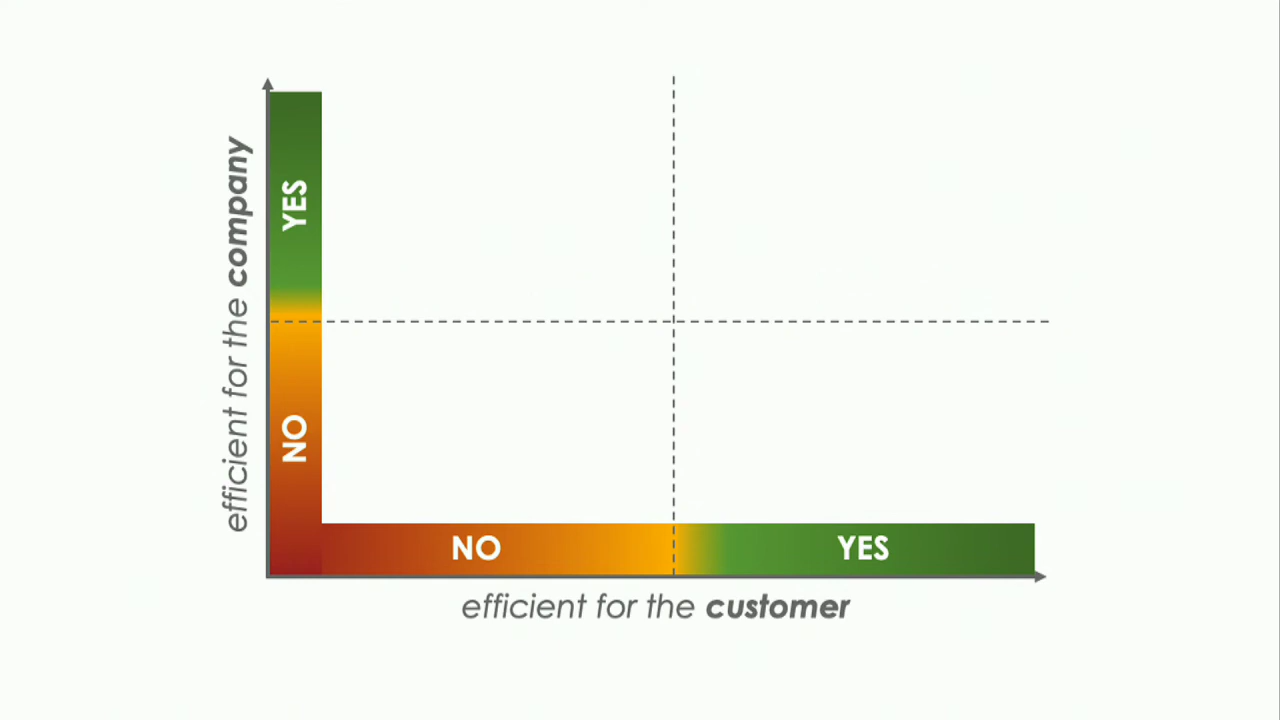 efficient for the company
YES
NO
NO
YES
efficient for the customer